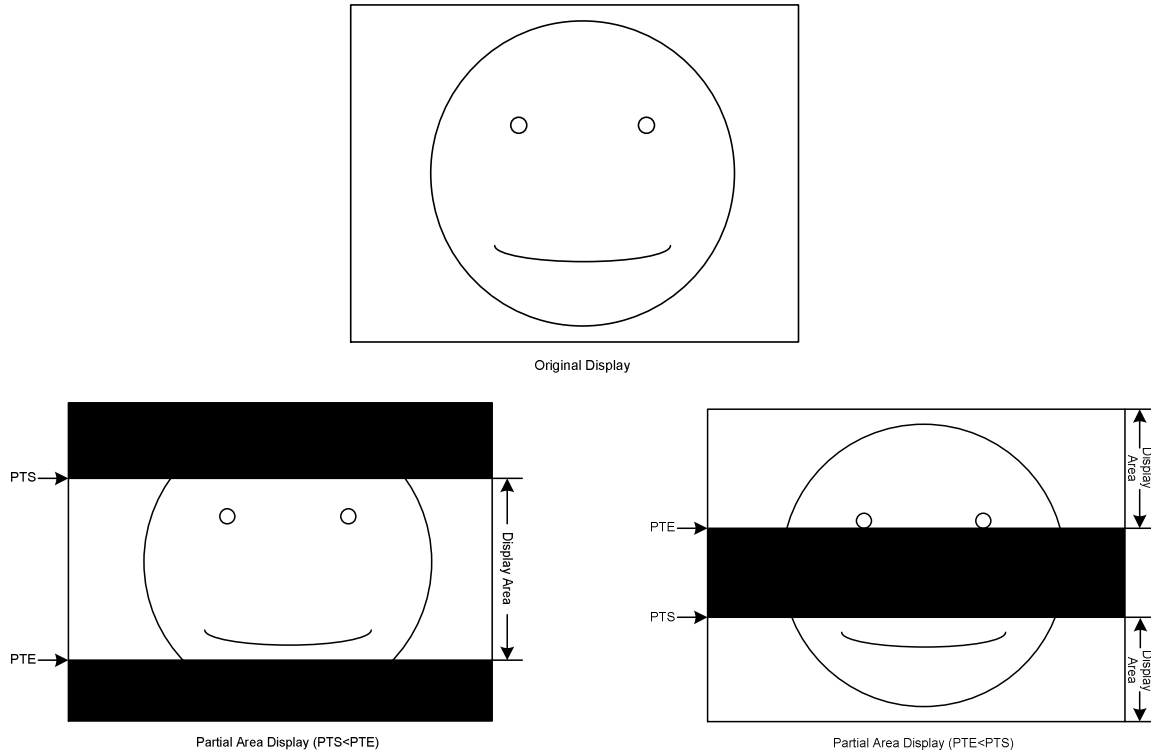 Original Display
PTS
PTE
Display Area
Partial Area Display (PTS<PTE)
PTE
PTS
Display
Area
Display
Area
Partial Area Display (PTE<PTS)